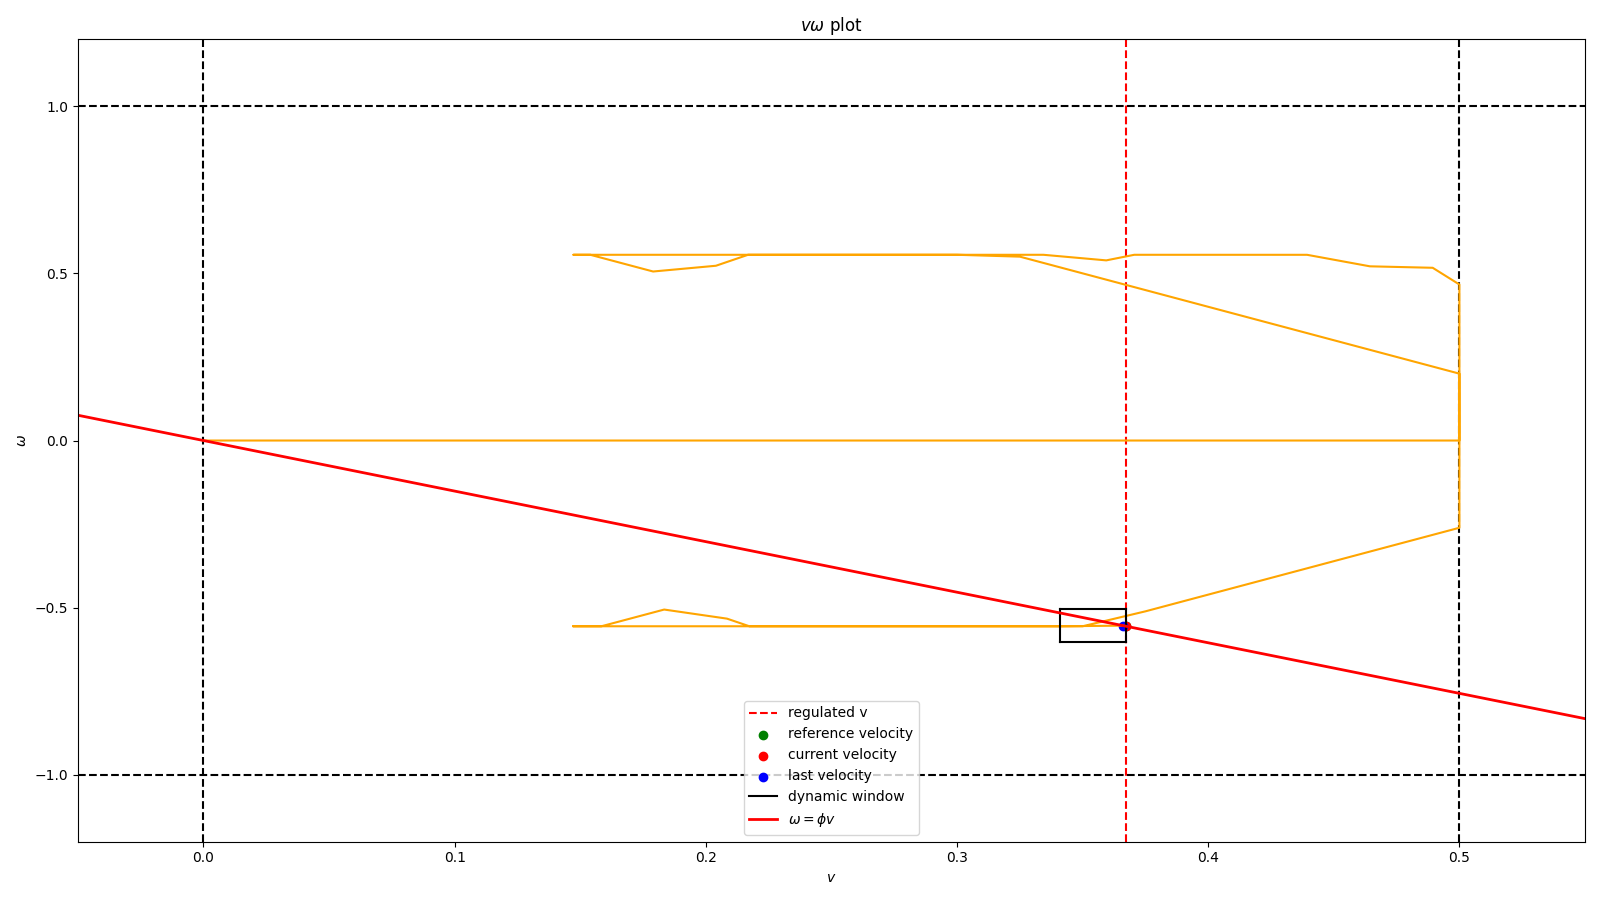 vω plot
1.0
0.5
0.0
−0.5
−1.0
ω
regulated v
reference velocity
current velocity
last velocity
dynamic window
ω = ϕv
0.0 0.1 0.2 0.3 0.4 0.5
v